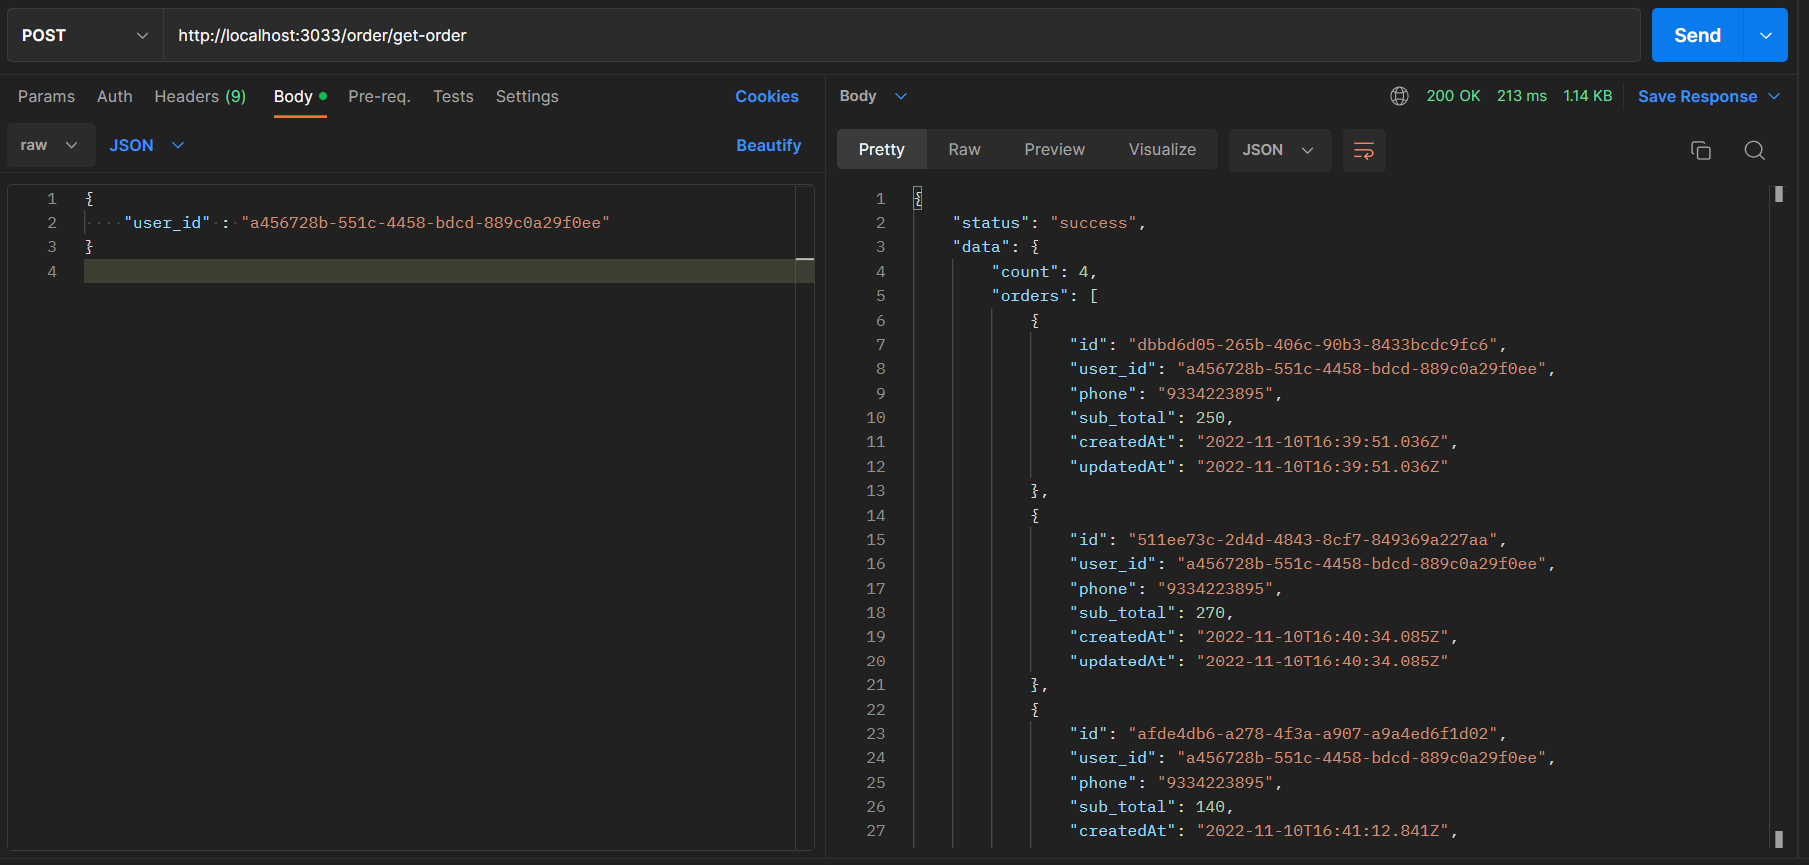 POST http://localhost:3033/order/get-order Send
Params Auth Headers (9) Body Pre-req. Tests Settings Cookies
raw JSON Beautify
1 {
2 "user_id" : "a456728b-551c-4458-bdcd-889c0a29f0ee"
3 }
4
Body 200 OK 213 ms 1.14 KB Save Response
Pretty Raw Preview Visualize JSON
1 {
2 "status": "success",
3 "data": {
4 "count": 4,
5 "orders": [
6 {
7 "id": "dbbd6d05-265b-406c-90b3-8433bcdc9fc6",
8 "user_id": "a456728b-551c-4458-bdcd-889c0a29f0ee",
9 "phone": "9334223895",
10 "sub_total": 250,
11 "createdAt": "2022-11-10T16:39:51.036Z",
12 "updatedAt": "2022-11-10T16:39:51.036Z"
13 },
14 {
15 "id": "511ee73c-2d4d-4843-8cf7-849369a227aa",
16 "user_id": "a456728b-551c-4458-bdcd-889c0a29f0ee",
17 "phone": "9334223895",
18 "sub_total": 270,
19 "createdAt": "2022-11-10T16:40:34.085Z",
20 "updatedAt": "2022-11-10T16:40:34.085Z"
21 },
22 {
23 "id": "afde4db6-a278-4f3a-a907-a9a4ed6f1d02",
24 "user_id": "a456728b-551c-4458-bdcd-889c0a29f0ee",
25 "phone": "9334223895",
26 "sub_total": 140,
27 "createdAt": "2022-11-10T16:41:12.841Z",